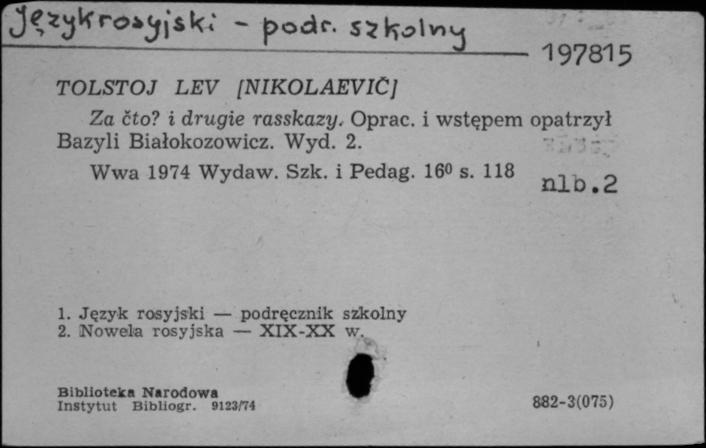 Język rosyjski - podr. szkolny
197815
TOLSTOJ LEV [NIKOLAEVIČ]
Za čto? i drugie rasskazy. Oprac. i wstępem opatrzył
Bazyli Białokozowicz. Wyd. 2.
Wwa 1974 Wydaw. Szk. i Pedag. 16⁰ s. 118
nlb.2
1. Język rosyjski — podręcznik szkolny
2. Nowela rosyjska — XIX-XX w.
Biblioteka Narodowa
Instytut Bibliogr. 9123/74
882-3(075)